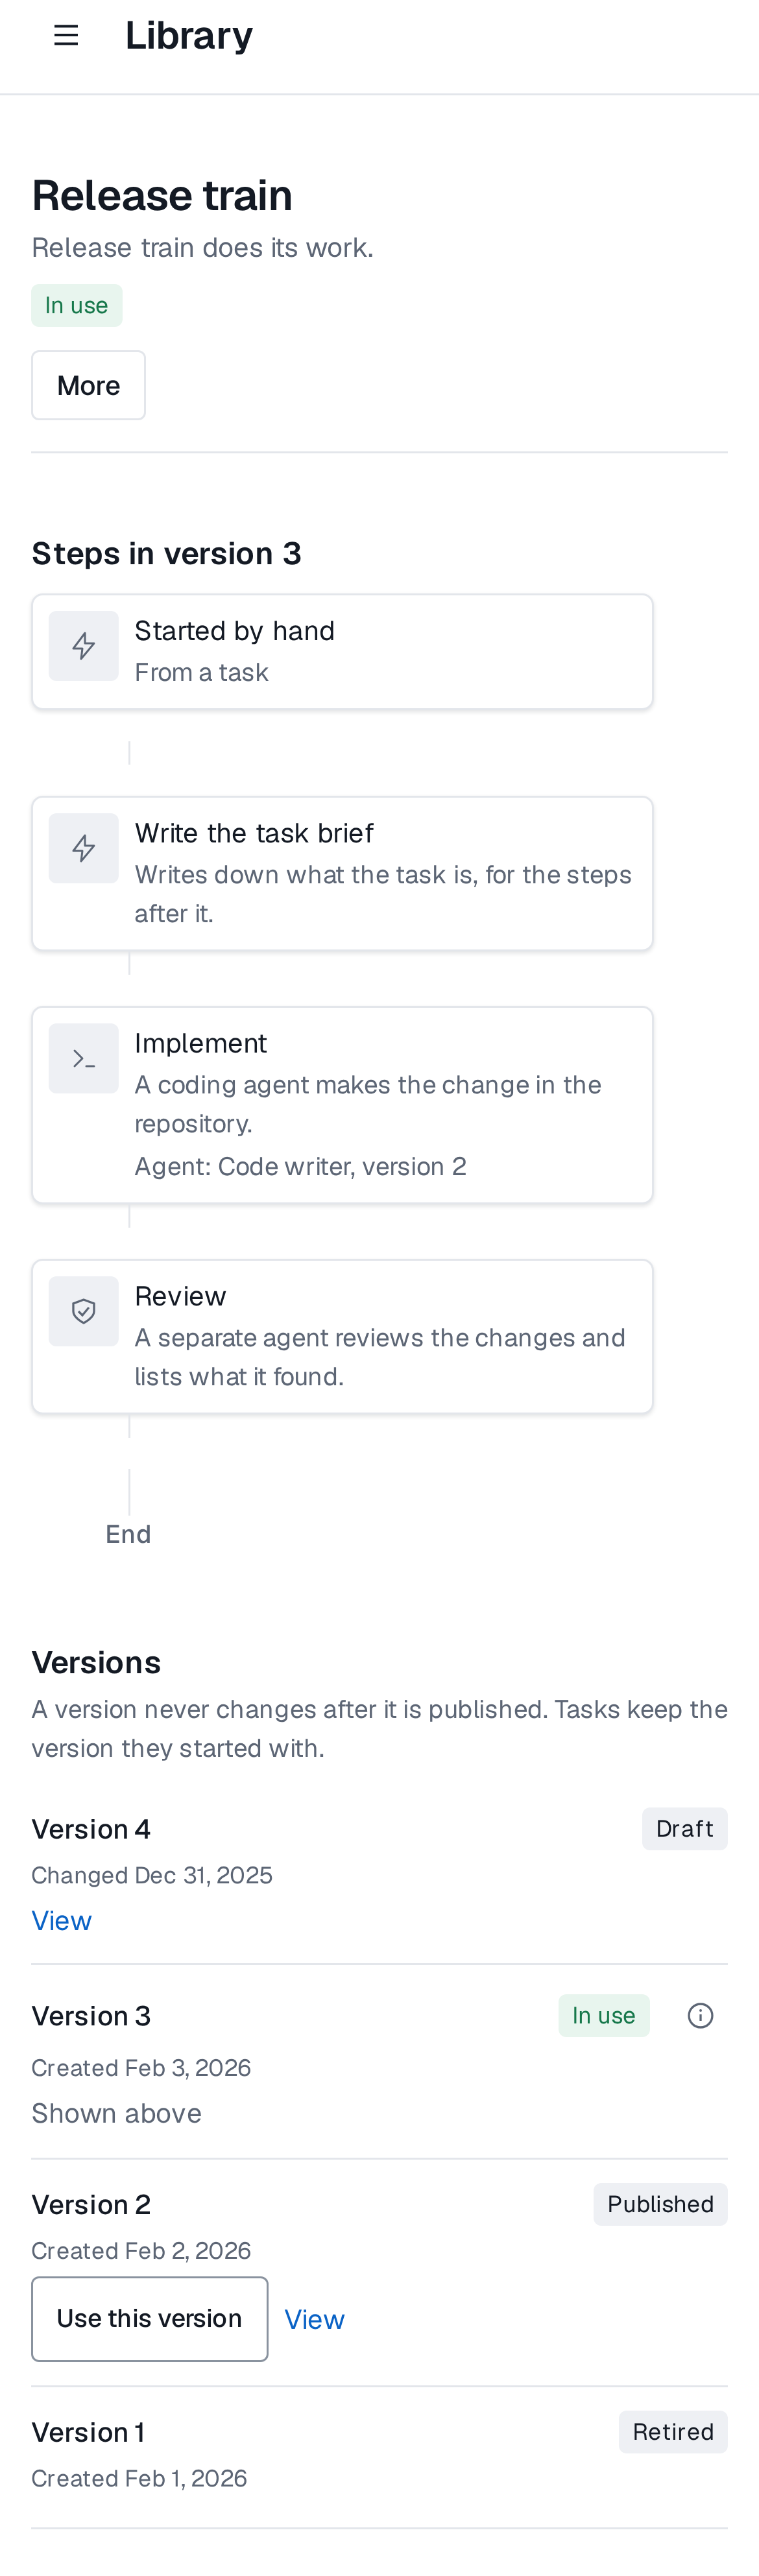 Library
Release train
Release train does its work.
In use
More
Steps in version 3
Started by hand
From a task
Write the task brief
Writes down what the task is, for the steps
after it.
Implement
A coding agent makes the change in the
repository.
Agent: Code writer, version 2
Review
A separate agent reviews the changes and
lists what it found.
End
Versions
A version never changes after it is published. Tasks keep the
version they started with.
Version 4
Draft
Changed Dec 31, 2025
View
Version 3
In use
Created Feb 3, 2026
Shown above
Version 2
Published
Created Feb 2, 2026
Use this version
View
Version 1
Retired
Created Feb 1, 2026